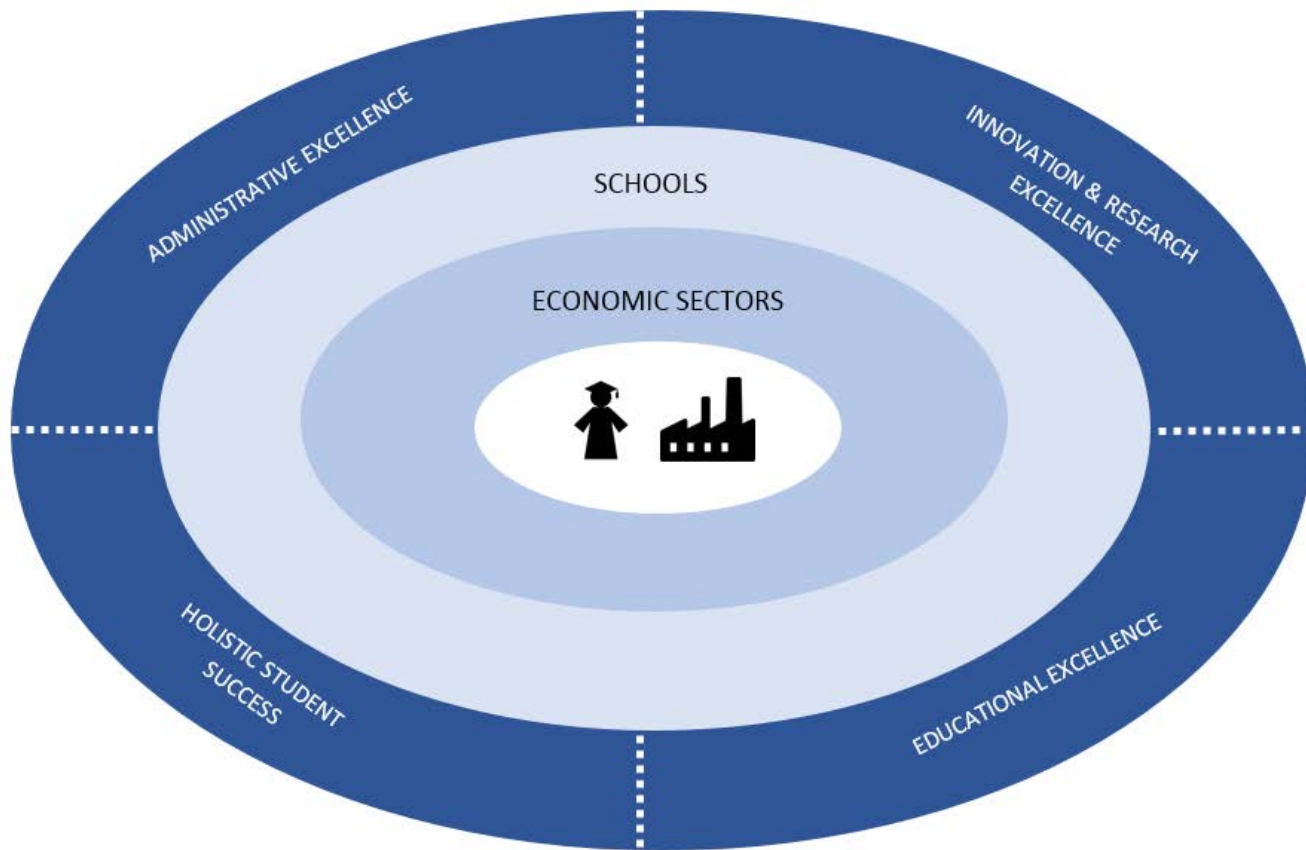 ADMINISTRATIVE EXCELLENCE
INNOVATION & RESEARCH
EXCELLENCE
SCHOOLS
ECONOMIC SECTORS
HOLISTIC STUDENT
SUCCESS
EDUCATIONAL EXCELLENCE